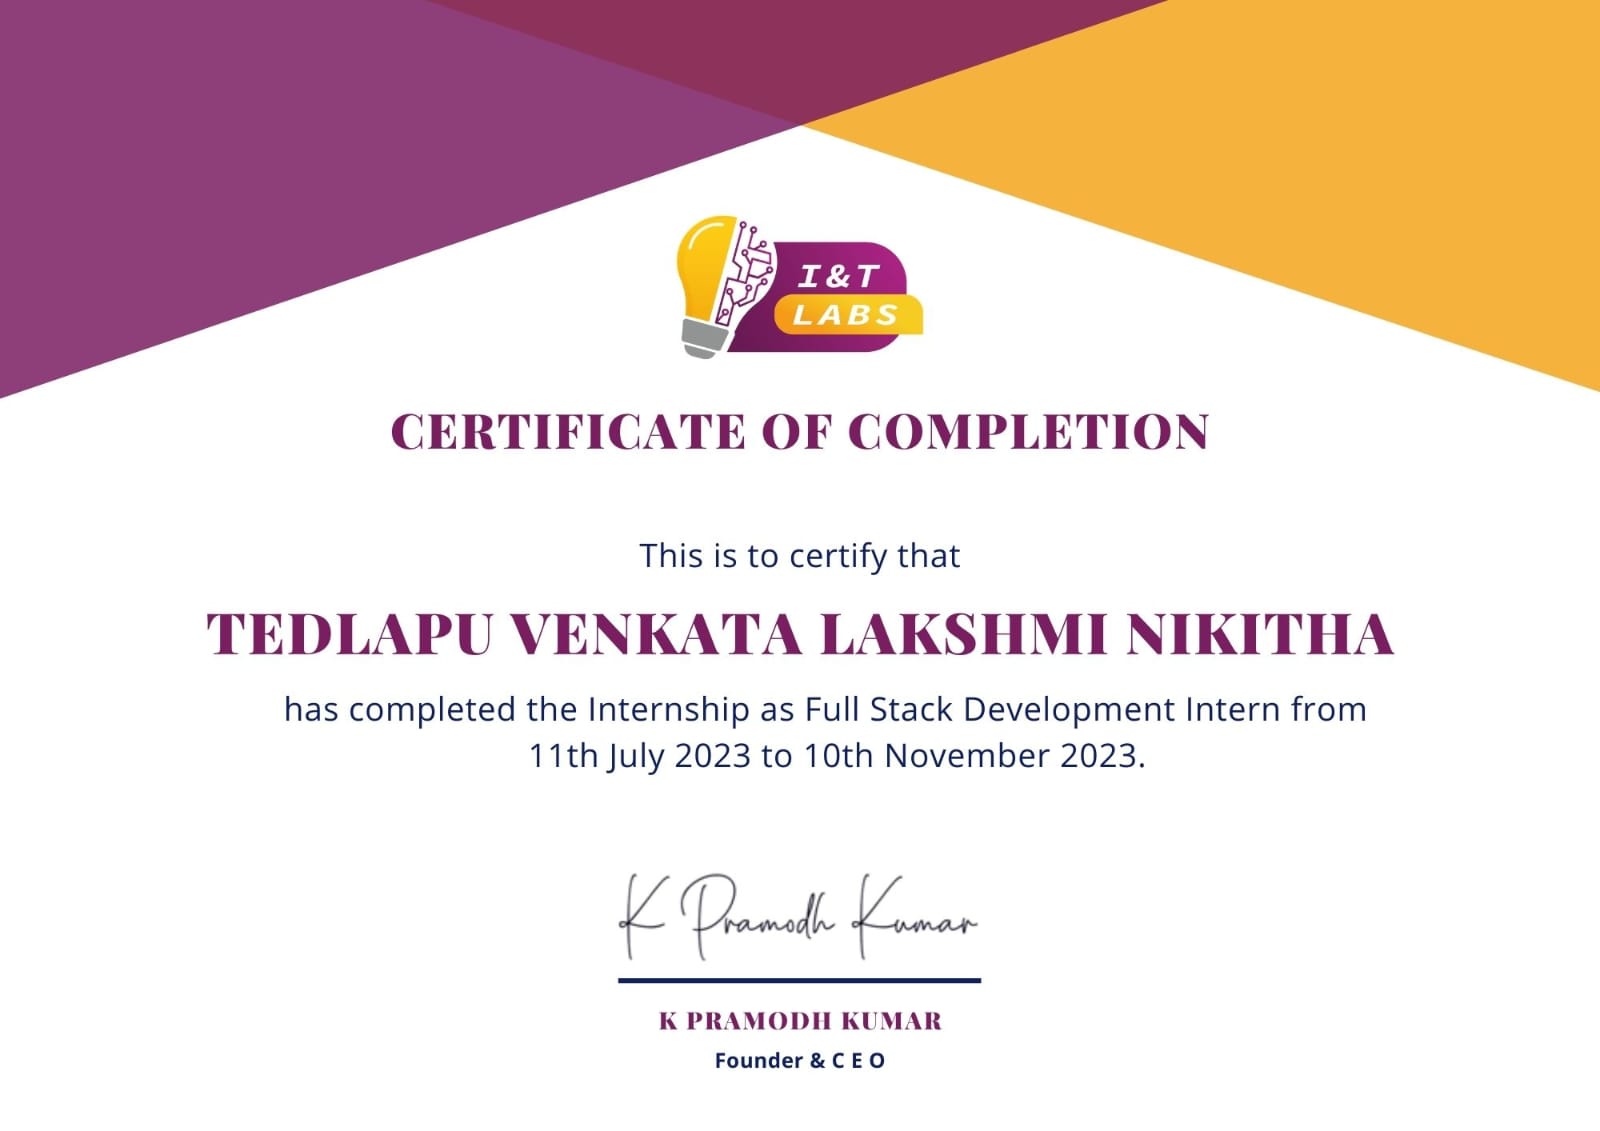 I&T
LABS
CERTIFICATE OF COMPLETION
This is to certify that
TEDLAPU VENKATA LAKSHMI NIKITHA
has completed the Internship as Full Stack Development Intern from
11th July 2023 to 10th November 2023.
K Pramodh Kumar
K PRAMODH KUMAR
Founder & C E O